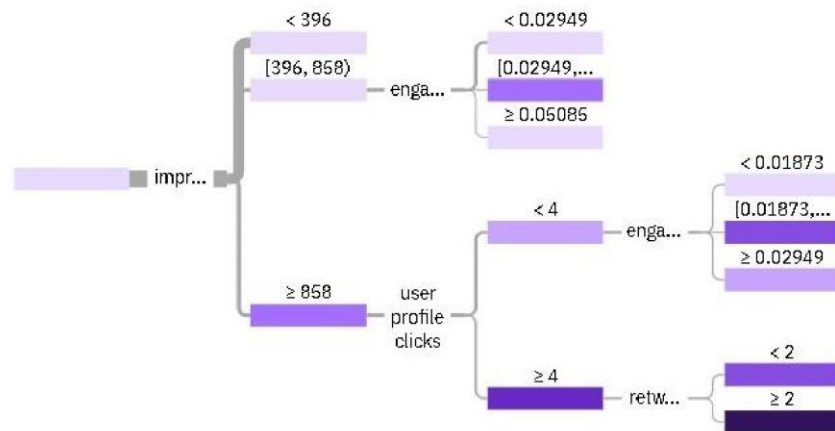 impr...
< 396
[396, 858)
enga...
< 0.02949
[0.02949,...
≥ 0.05085
≥ 858
user
profile
clicks
< 4
enga...
< 0.01873
[0.01873,...
≥ 0.02949
≥ 4
retw...
< 2
≥ 2